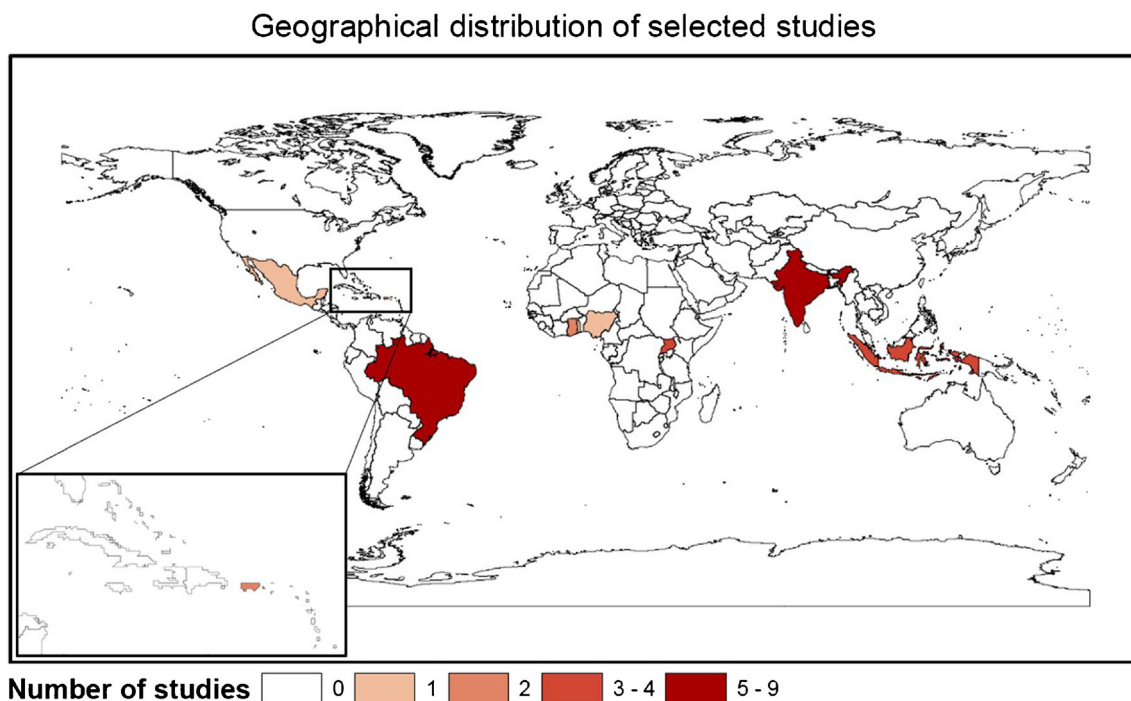 Geographical distribution of selected studies
Number of studies 0 1 2 3 - 4 5 - 9